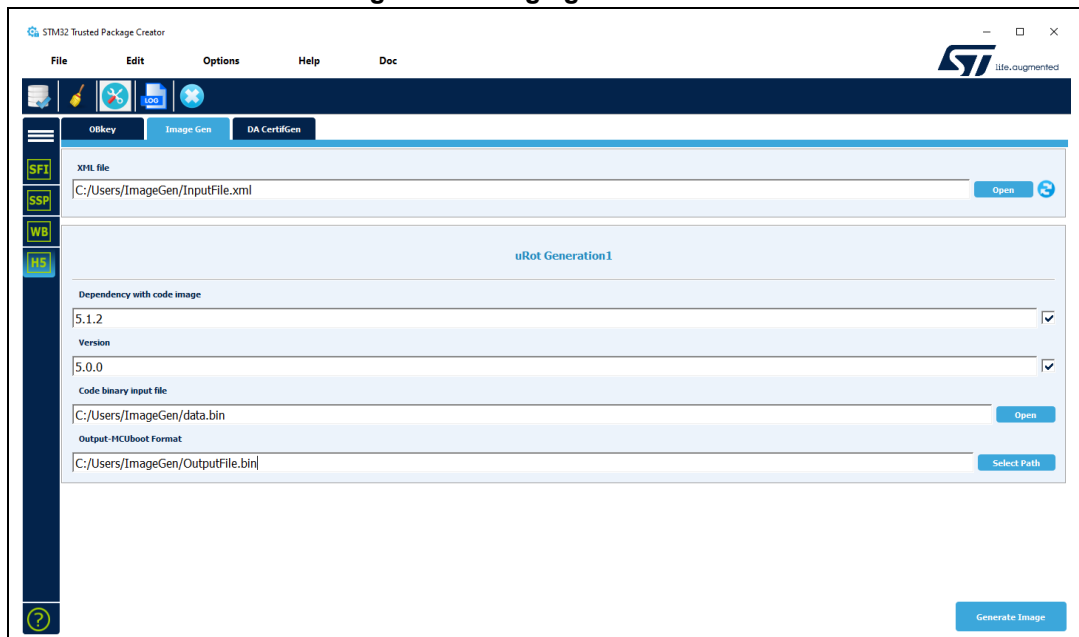 STM32 Trusted Package Creator
File Edit Options Help Doc
life.augmented
LOG
OBkey Image Gen DA CertifGen
SFI
SSP
WB
H5
XML file
C:/Users/ImageGen/InputFile.xml Open
uRot Generation1
Dependency with code image
5.1.2
Version
5.0.0
Code binary input file
C:/Users/ImageGen/data.bin Open
Output-MCUboot Format
C:/Users/ImageGen/OutputFile.bin Select Path
? Generate Image